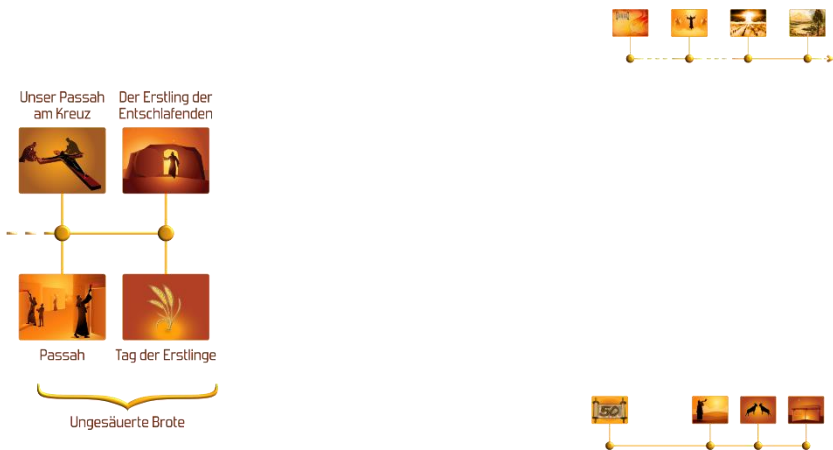 Unser Passah
am Kreuz
Der Erstling der
Entschlafenden
Passah
Tag der Erstlinge
Ungesäuerte Brote
50